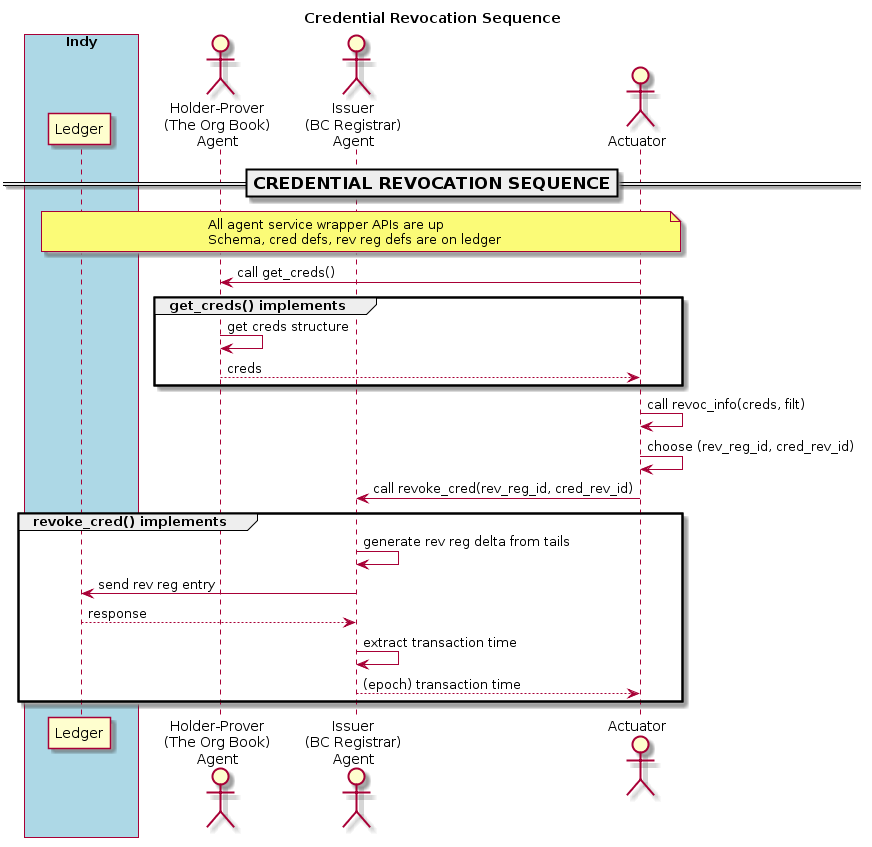 Credential Revocation Sequence
Indy
Ledger
Holder-Prover
(The Org Book)
Agent
Issuer
(BC Registrar)
Agent
Actuator
CREDENTIAL REVOCATION SEQUENCE
All agent service wrapper APIs are up
Schema, cred defs, rev reg defs are on ledger
call get_creds()
get_creds() implements
get creds structure
creds
call revoc_info(creds, filt)
choose (rev_reg_id, cred_rev_id)
call revoke_cred(rev_reg_id, cred_rev_id)
revoke_cred() implements
generate rev reg delta from tails
send rev reg entry
response
extract transaction time
(epoch) transaction time
Ledger
Holder-Prover
(The Org Book)
Agent
Issuer
(BC Registrar)
Agent
Actuator